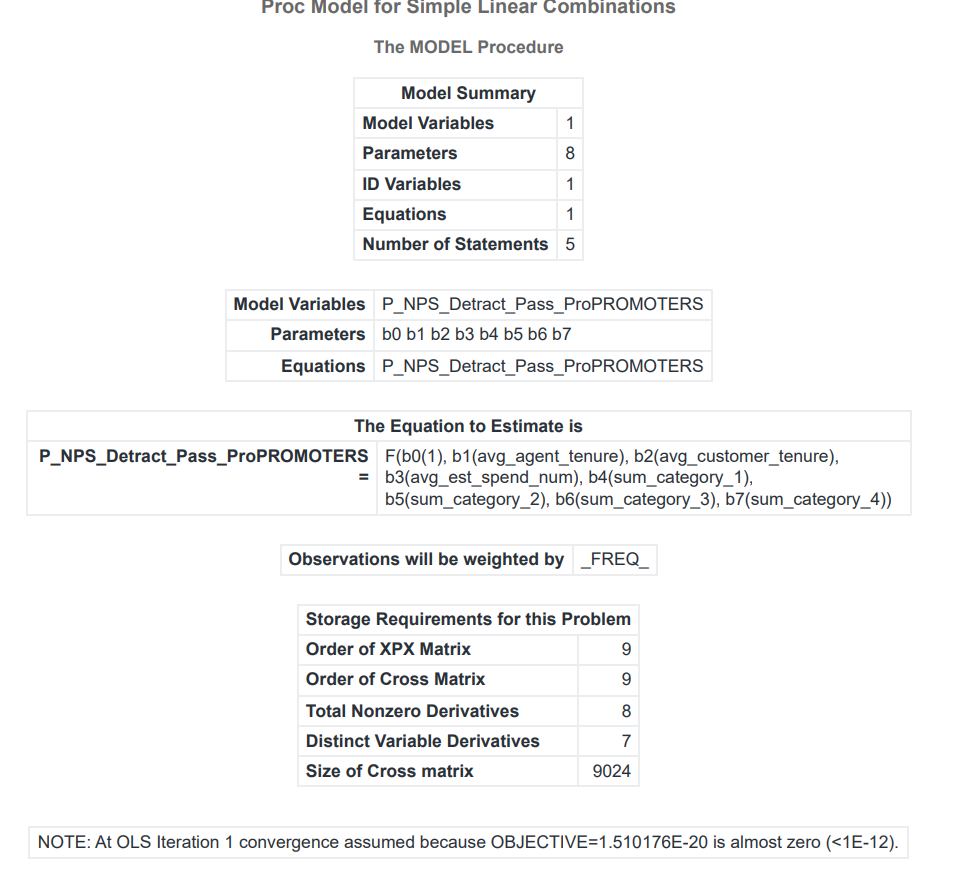 Proc Model for Simple Linear Combinations
The MODEL Procedure
Model Summary
Model Variables 1
Parameters 8
ID Variables 1
Equations 1
Number of Statements 5
Model Variables P_NPS_Detract_Pass_ProPROMOTERS
Parameters b0 b1 b2 b3 b4 b5 b6 b7
Equations P_NPS_Detract_Pass_ProPROMOTERS
The Equation to Estimate is
P_NPS_Detract_Pass_ProPROMOTERS F(b0(1), b1(avg_agent_tenure), b2(avg_customer_tenure),
= b3(avg_est_spend_num), b4(sum_category_1),
b5(sum_category_2), b6(sum_category_3), b7(sum_category_4))
Observations will be weighted by _FREQ_
Storage Requirements for this Problem
Order of XPX Matrix 9
Order of Cross Matrix 9
Total Nonzero Derivatives 8
Distinct Variable Derivatives 7
Size of Cross matrix 9024
NOTE: At OLS Iteration 1 convergence assumed because OBJECTIVE=1.510176E-20 is almost zero (<1E-12).